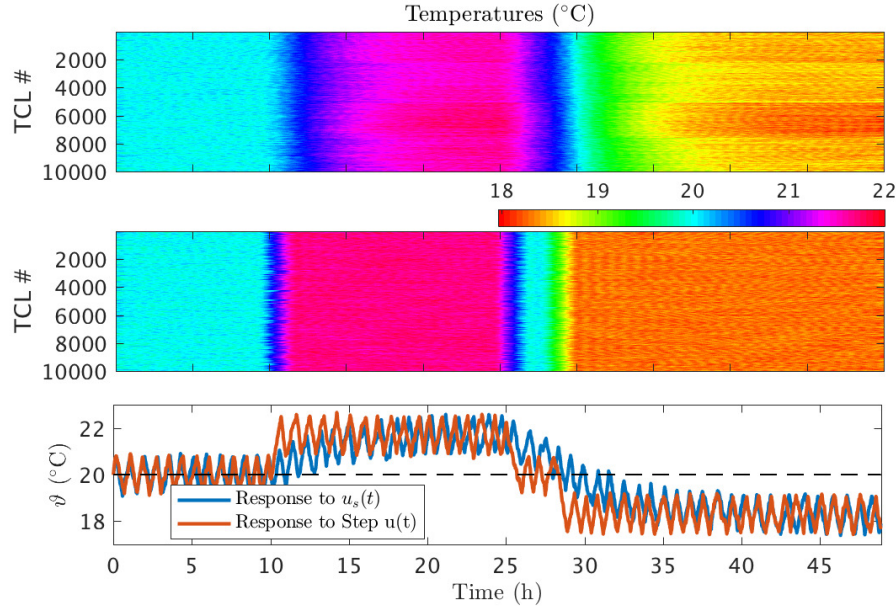 Temperatures (°C)
TCL #
2000
4000
6000
8000
10000
18 19 20 21 22
TCL #
2000
4000
6000
8000
10000
ϑ (°C)
22
20
18
Response to u_s(t)
Response to Step u(t)
0 5 10 15 20 25 30 35 40 45
Time (h)